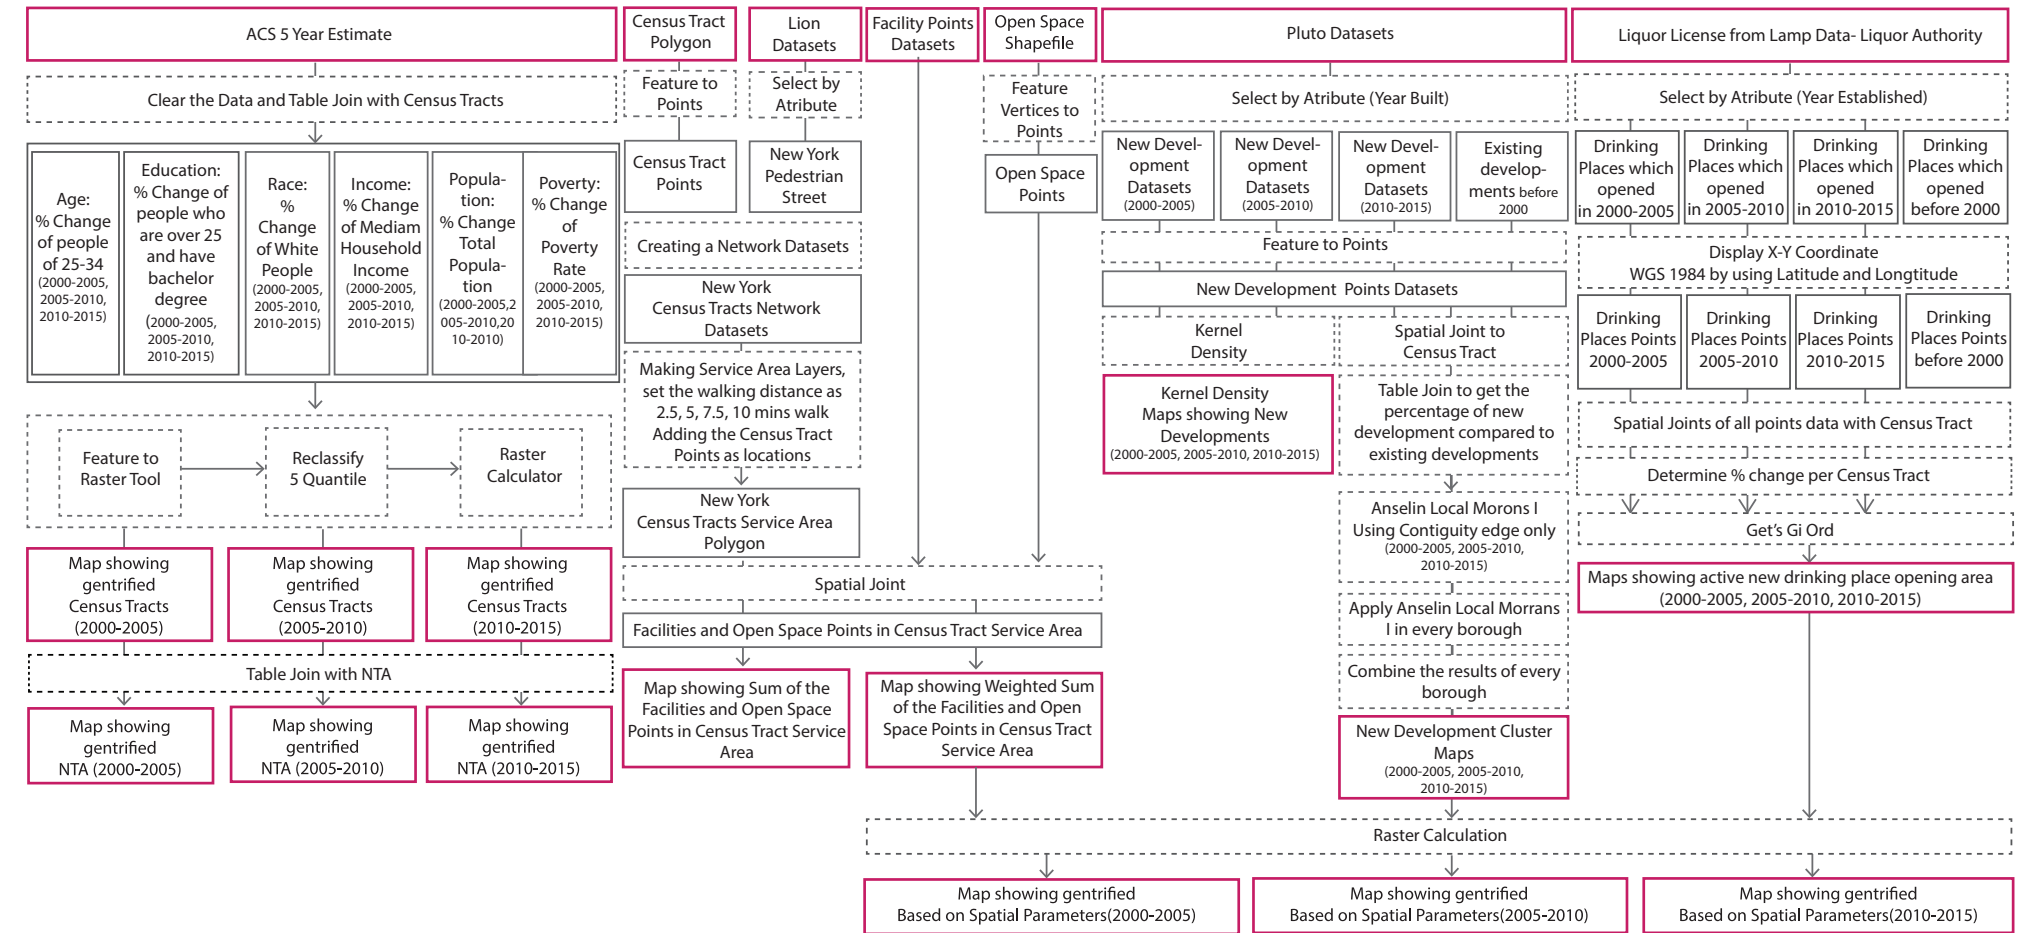 ACS 5 Year Estimate
Clear the Data and Table Join with Census Tracts
Age:
% Change
of people
of 25-34
(2000-2005,
2005-2010,
2010-2015)
Education:
% Change of
people who
are over 25
and have
bachelor
degree
(2000-2005,
2005-2010,
2010-2015)
Race:
%
Change
of White
People
(2000-2005,
2005-2010,
2010-2015)
Income:
% Change
of Mediam
Household
Income
(2000-2005,
2005-2010,
2010-2015)
Popula-
tion:
% Change
Total
Popula-
tion
(2000-2005,2
005-2010,20
10-2010)
Poverty:
% Change
of
Poverty
Rate
(2000-2005,
2005-2010,
2010-2015)
Feature to
Raster Tool
Reclassify
5 Quantile
Raster
Calculator
Map showing
gentrified
Census Tracts
(2000-2005)
Map showing
gentrified
Census Tracts
(2005-2010)
Map showing
gentrified
Census Tracts
(2010-2015)
Table Join with NTA
Map showing
gentrified
NTA (2000-2005)
Map showing
gentrified
NTA (2005-2010)
Map showing
gentrified
NTA (2010-2015)
Census Tract
Polygon
Feature to
Points
Census Tract
Points
Lion
Datasets
Select by
Atribute
New York
Pedestrian
Street
Creating a Network Datasets
New York
Census Tracts Network
Datasets
Making Service Area Layers,
set the walking distance as
2.5, 5, 7.5, 10 mins walk
Adding the Census Tract
Points as locations
New York
Census Tracts Service Area
Polygon
Facility Points
Datasets
Open Space
Shapefile
Feature
Vertices to
Points
Open Space
Points
Spatial Joint
Facilities and Open Space Points in Census Tract Service Area
Map showing Sum of the
Facilities and Open Space
Points in Census Tract Service
Area
Map showing Weighted Sum
of the Facilities and Open
Space Points in Census Tract
Service Area
Pluto Datasets
Select by Atribute (Year Built)
New Devel-
opment
Datasets
(2000-2005)
New Devel-
opment
Datasets
(2005-2010)
New Devel-
opment
Datasets
(2010-2015)
Existing
develop-
ments before
2000
Feature to Points
New Development Points Datasets
Kernel
Density
Kernel Density
Maps showing New
Developments
(2000-2005, 2005-2010, 2010-2015)
Spatial Joint to
Census Tract
Table Join to get the
percentage of new
development compared to
existing developments
Anselin Local Morons I
Using Contiguity edge only
(2000-2005, 2005-2010,
2010-2015)
Apply Anselin Local Morrans
I in every borough
Combine the results of every
borough
New Development Cluster
Maps
(2000-2005, 2005-2010,
2010-2015)
Liquor License from Lamp Data- Liquor Authority
Select by Atribute (Year Established)
Drinking
Places which
opened
in 2000-2005
Drinking
Places which
opened
in 2005-2010
Drinking
Places which
opened
in 2010-2015
Drinking
Places which
opened
before 2000
Display X-Y Coordinate
WGS 1984 by using Latitude and Longtitude
Drinking
Places Points
2000-2005
Drinking
Places Points
2005-2010
Drinking
Places Points
2010-2015
Drinking
Places Points
before 2000
Spatial Joints of all points data with Census Tract
Determine % change per Census Tract
Get's Gi Ord
Maps showing active new drinking place opening area
(2000-2005, 2005-2010, 2010-2015)
Raster Calculation
Map showing gentrified
Based on Spatial Parameters(2000-2005)
Map showing gentrified
Based on Spatial Parameters(2005-2010)
Map showing gentrified
Based on Spatial Parameters(2010-2015)